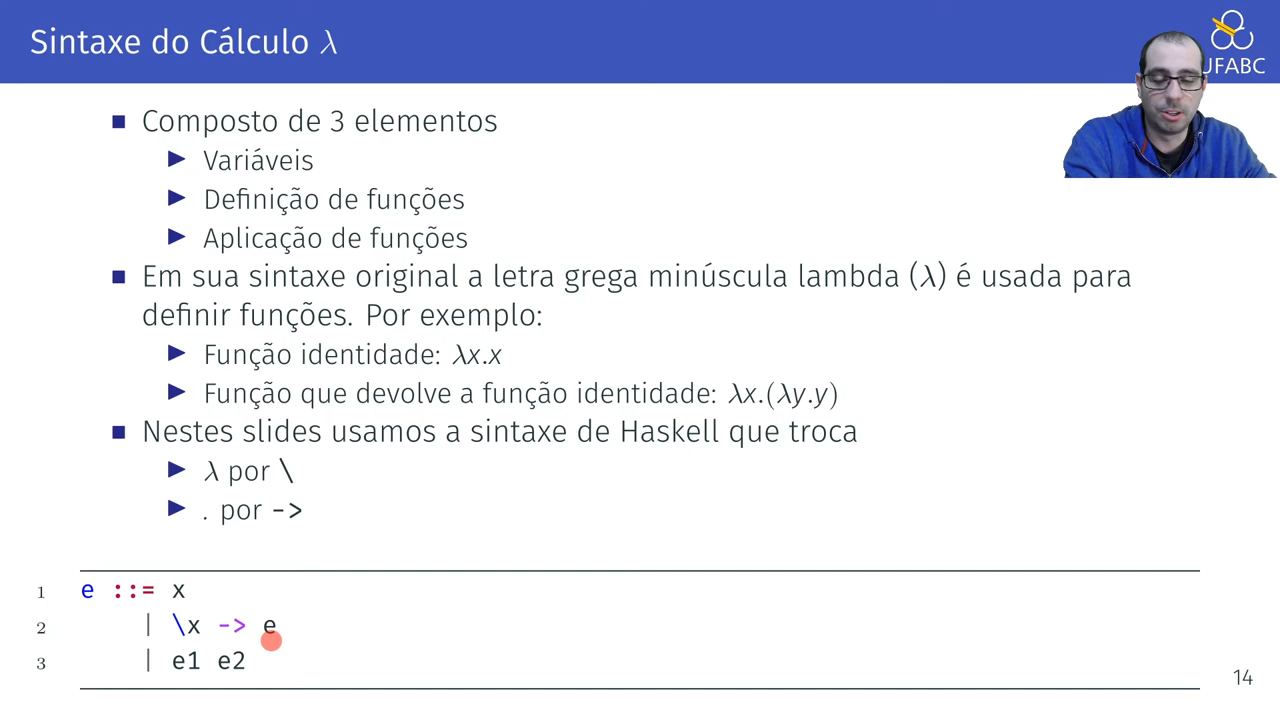 Sintaxe do Cálculo λ
UFABC
■ Composto de 3 elementos
▶ Variáveis
▶ Definição de funções
▶ Aplicação de funções
■ Em sua sintaxe original a letra grega minúscula lambda (λ) é usada para
definir funções. Por exemplo:
▶ Função identidade: λx.x
▶ Função que devolve a função identidade: λx.(λy.y)
■ Nestes slides usamos a sintaxe de Haskell que troca
▶ λ por \
▶ . por ->
1 e ::= x
2 | \x -> e
3 | e1 e2
14